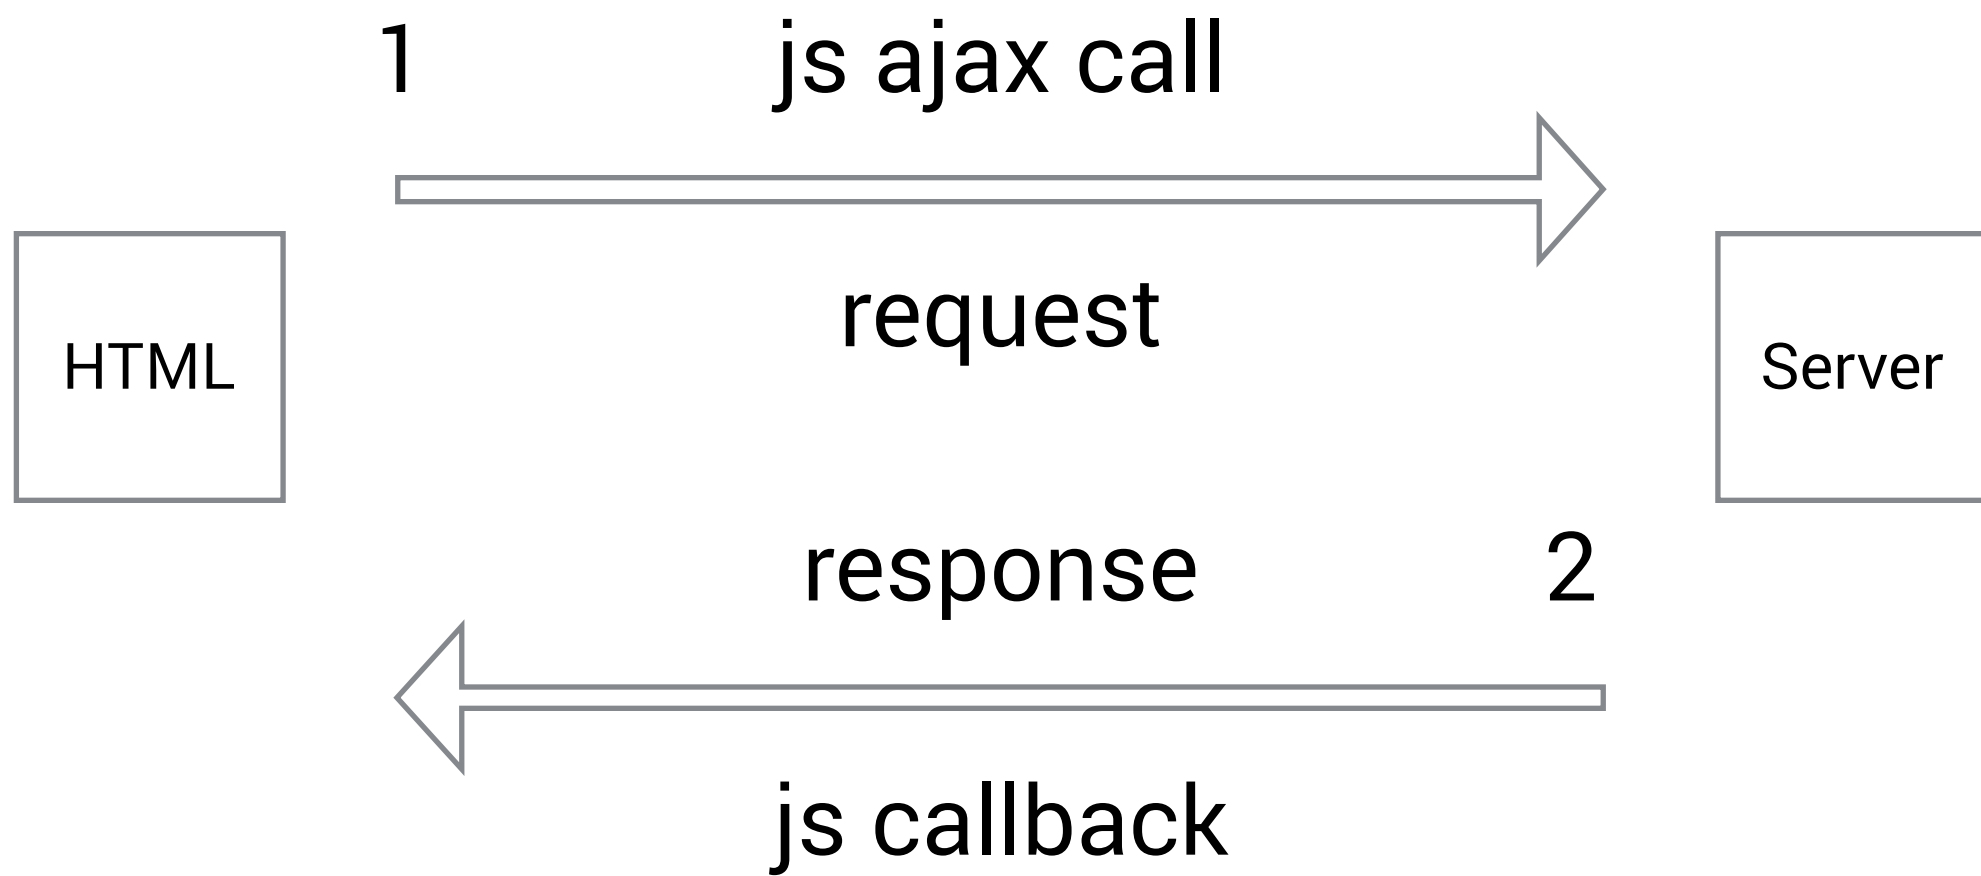 1
js ajax call
request
HTML
Server
response
2
js callback